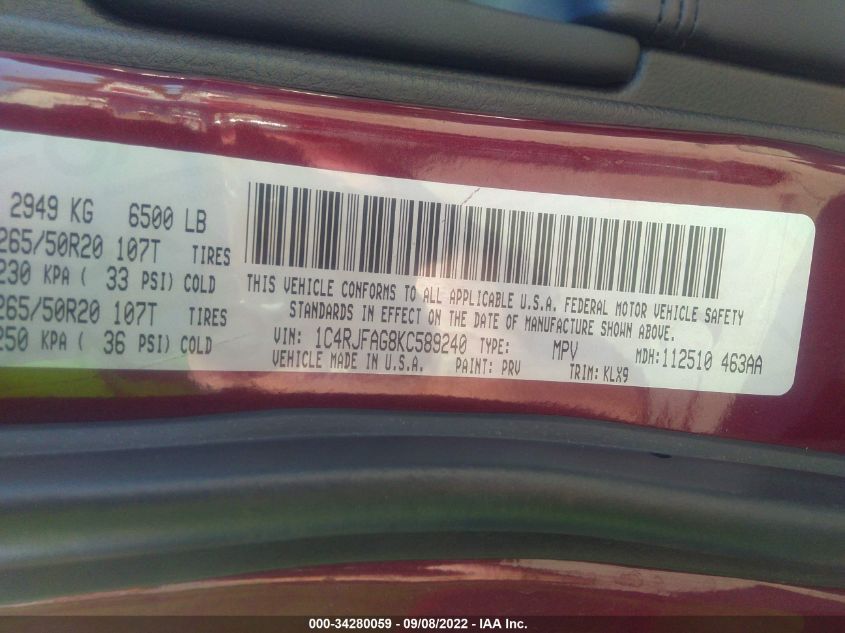 2949 KG 6500 LB
265/50R20 107T TIRES
230 KPA ( 33 PSI) COLD
265/50R20 107T TIRES
250 KPA ( 36 PSI) COLD
THIS VEHICLE CONFORMS TO ALL APPLICABLE U.S.A. FEDERAL MOTOR VEHICLE SAFETY
STANDARDS IN EFFECT ON THE DATE OF MANUFACTURE SHOWN ABOVE.
VIN: 1C4RJFAG8KC589240 TYPE: MPV MDH:112510 463AA
VEHICLE MADE IN U.S.A. PAINT: PRV TRIM: KLX9
000-34280059 - 09/08/2022 - IAA Inc.